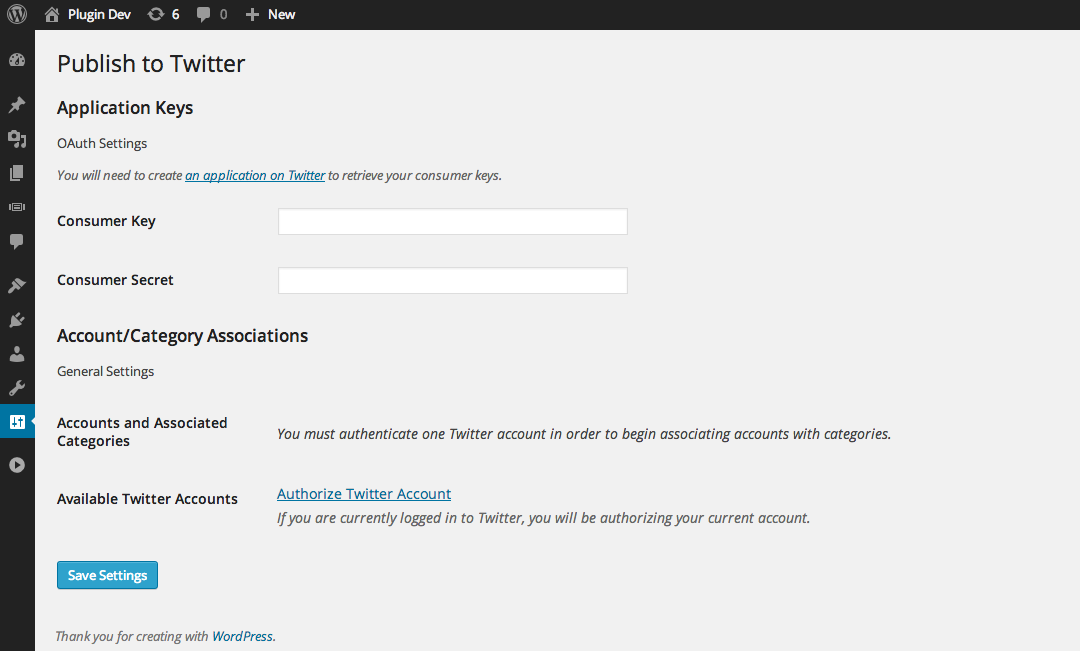 Plugin Dev 6 0 New
Publish to Twitter
Application Keys
OAuth Settings
You will need to create an application on Twitter to retrieve your consumer keys.
Consumer Key
Consumer Secret
Account/Category Associations
General Settings
Accounts and Associated
Categories
You must authenticate one Twitter account in order to begin associating accounts with categories.
Available Twitter Accounts
Authorize Twitter Account
If you are currently logged in to Twitter, you will be authorizing your current account.
Save Settings
Thank you for creating with WordPress.